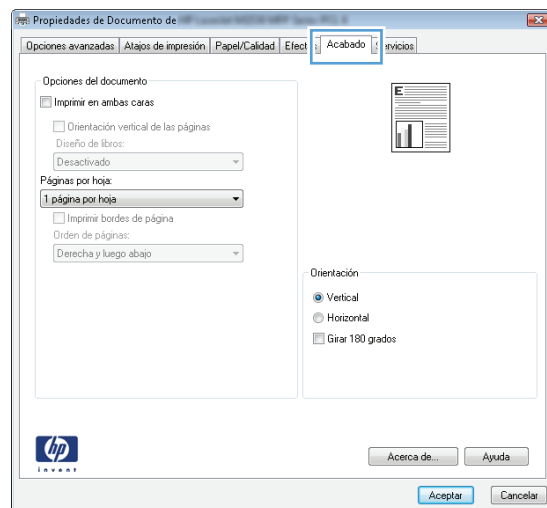 Propiedades de Documento de
Opciones avanzadas Atajos de impresión Papel/Calidad Acabado
Opciones del documento
Imprimir en ambas caras
Orientación vertical de las páginas
Diseño de libros:
Desactivado
Páginas por hoja:
1 página por hoja
Imprimir bordes de página
Orden de páginas:
Derecha y luego abajo
E
Orientación
Vertical
Horizontal
Girar 180 grados
hp
invent
Acerca de... Ayuda
Aceptar Cancelar